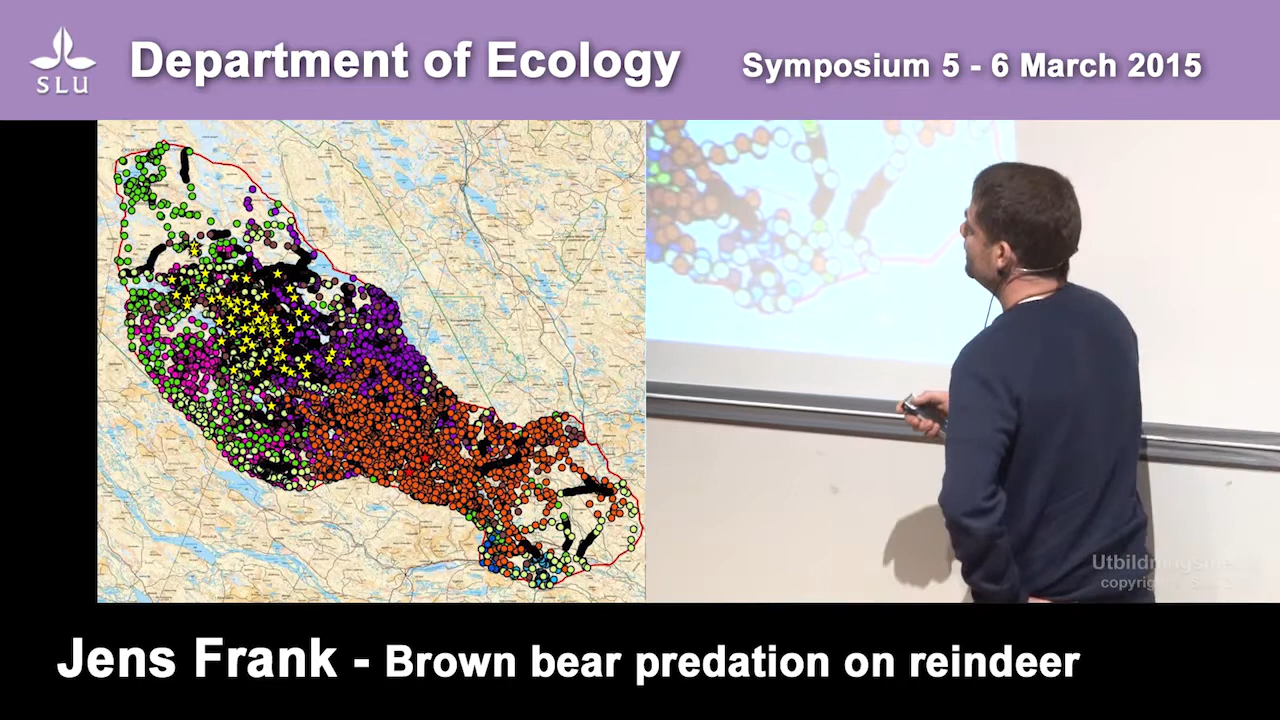 SLU
Department of Ecology
Symposium 5 - 6 March 2015
Jens Frank - Brown bear predation on reindeer